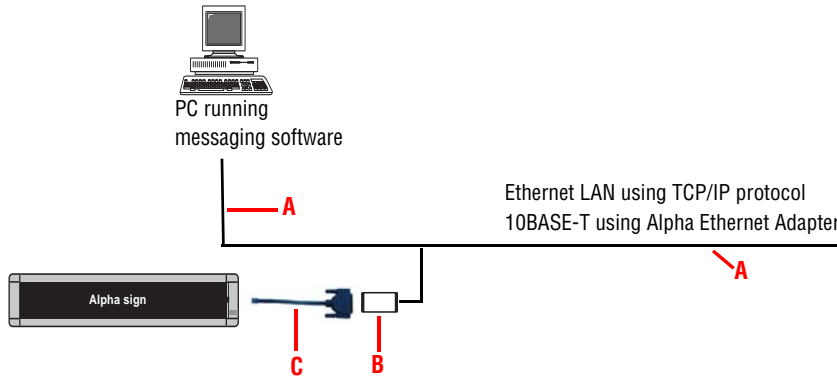 PC running
messaging software
A
Ethernet LAN using TCP/IP protocol
10BASE-T using Alpha Ethernet Adapter
A
Alpha sign
C
B